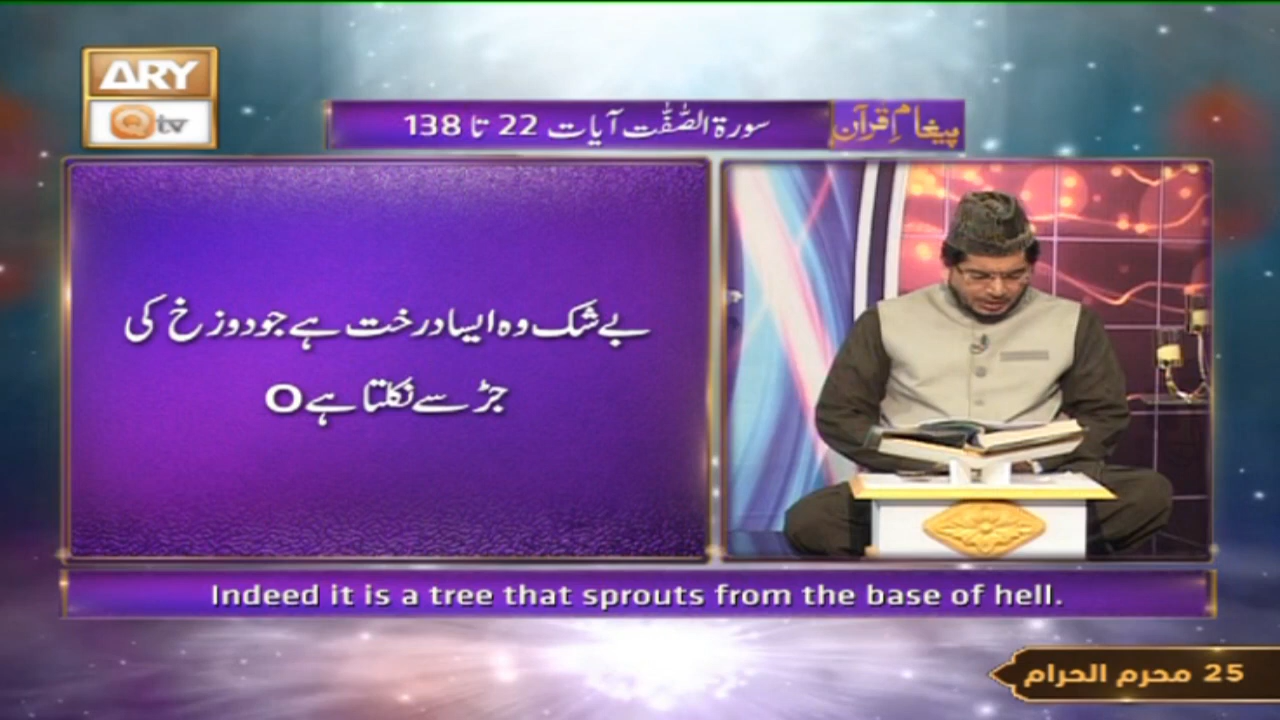 ARY
Qtv
پیغامِ قرآن
سورۃ الصّٰٓفّٰت آیات 22 تا 138
بے شک وہ ایسا درخت ہے جو دوزخ کی
جڑ سے نکلتا ہے O
Indeed it is a tree that sprouts from the base of hell.
25 محرم الحرام